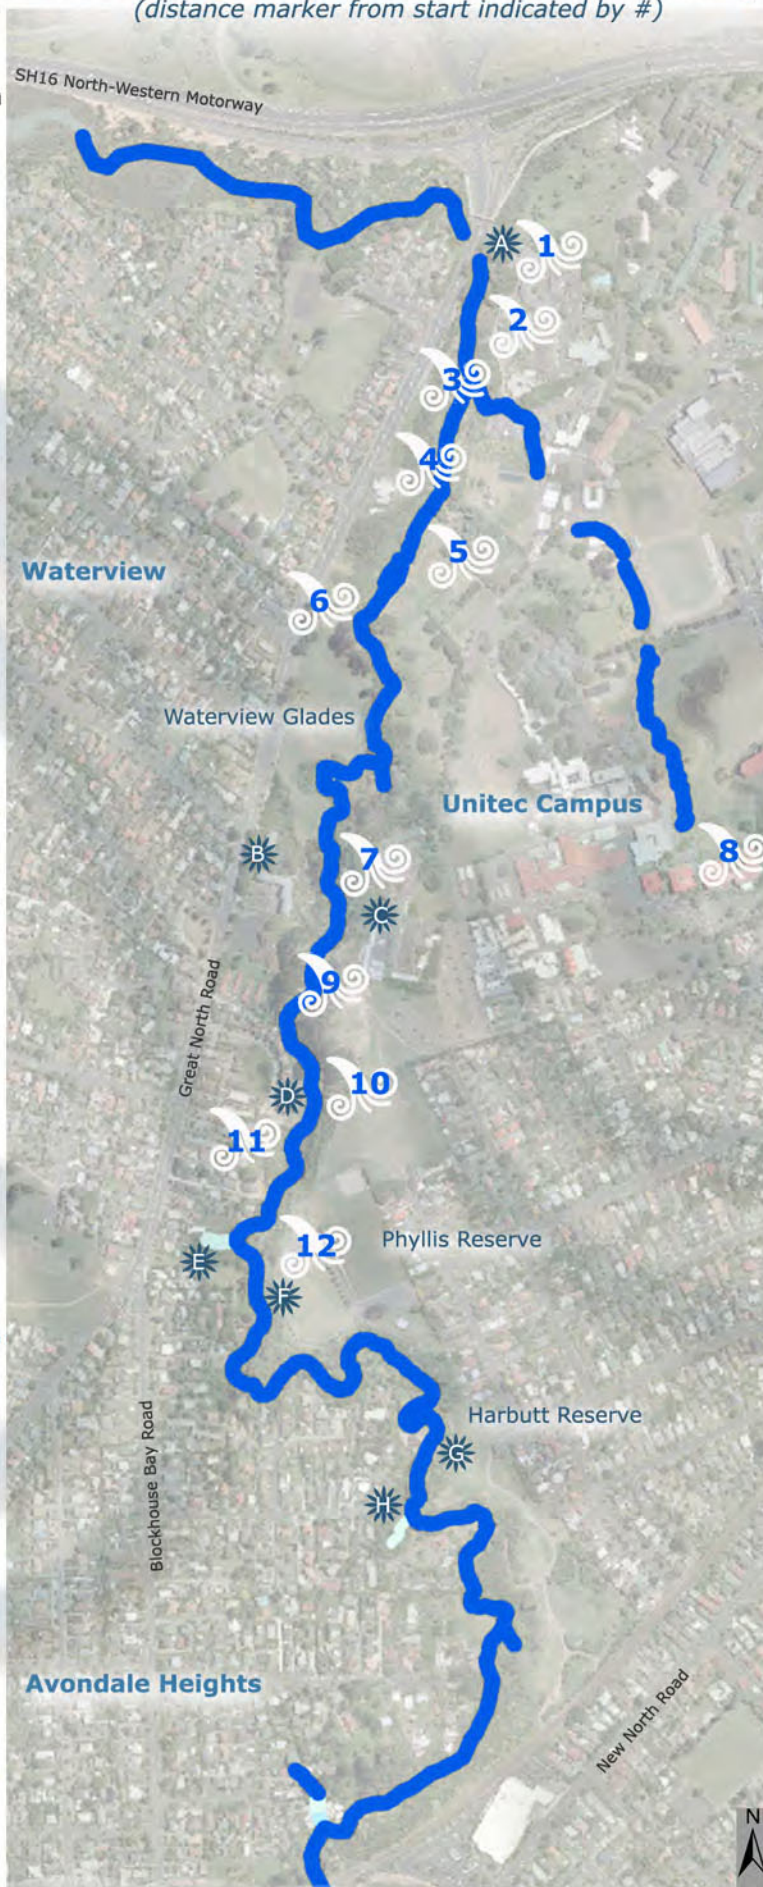 (distance marker from start indicated by #)
SH16 North-Western Motorway
A
1
2
3
4
5
Waterview
6
Waterview Glades
Unitec Campus
B
7
8
C
Great North Road
9
D
10
11
E
12
Phyllis Reserve
F
Blockhouse Bay Road
Harbutt Reserve
G
H
Avondale Heights
New North Road
N